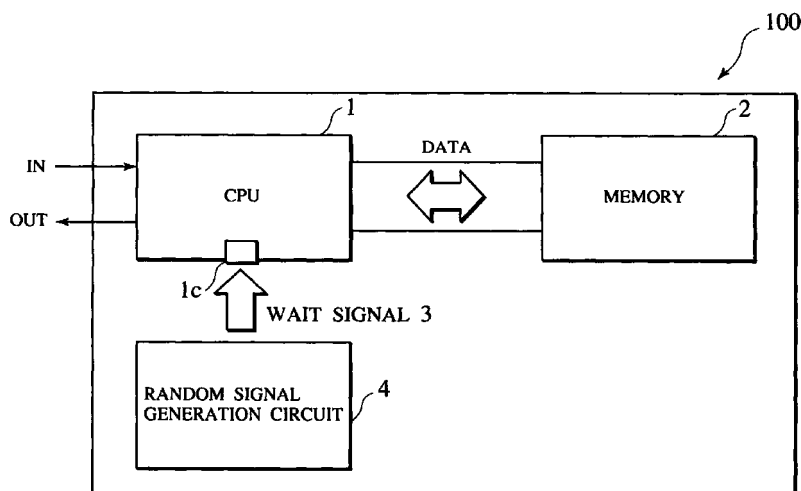 100
1
2
IN
OUT
CPU
DATA
MEMORY
1c
WAIT SIGNAL 3
RANDOM SIGNAL
GENERATION CIRCUIT
4